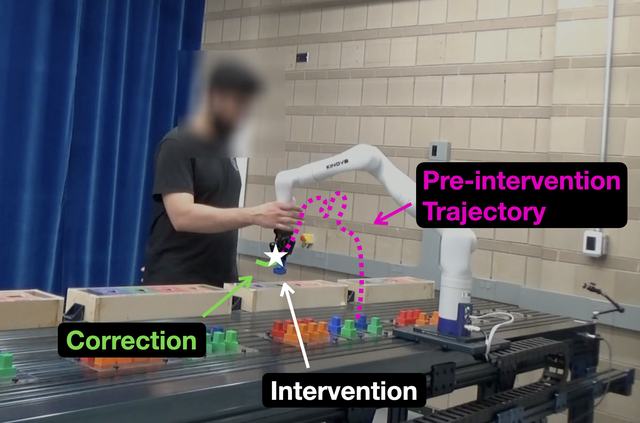 KINOVA
Pre-intervention
Trajectory
Correction
Intervention